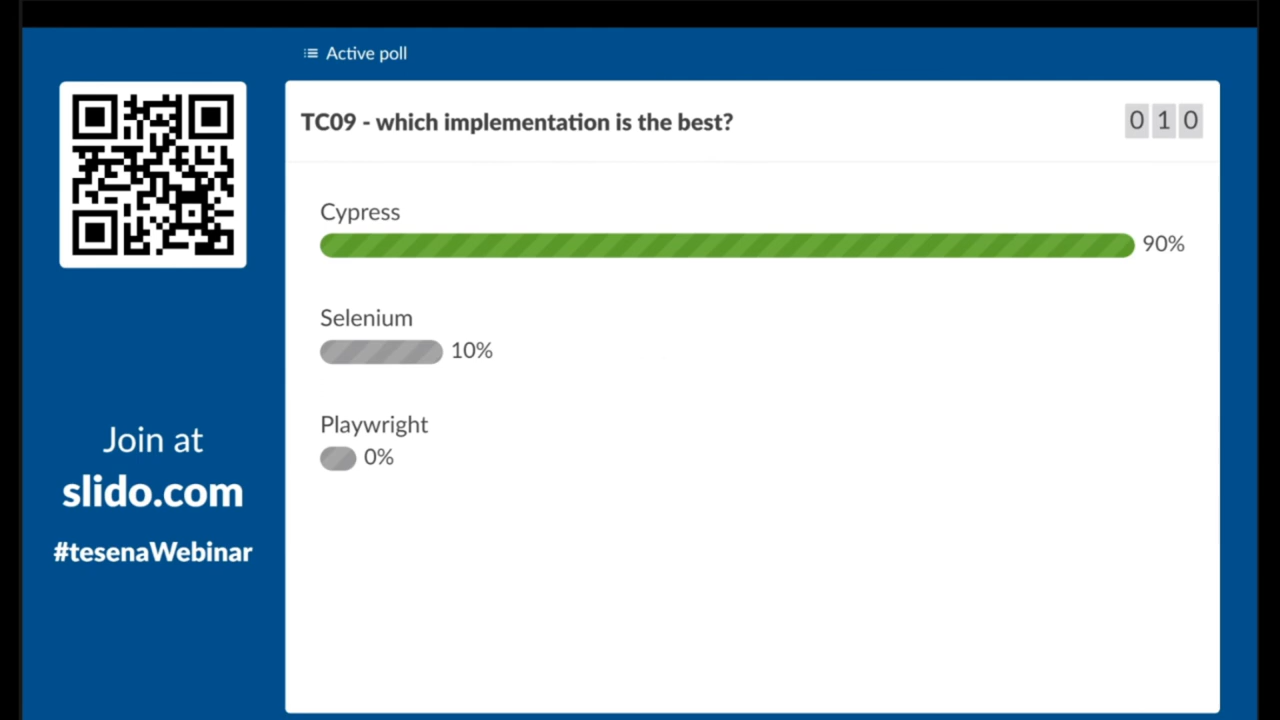 Active poll
TC09 - which implementation is the best?
0 1 0
Cypress
90%
Selenium
10%
Playwright
0%
Join at
slido.com
#tesenaWebinar